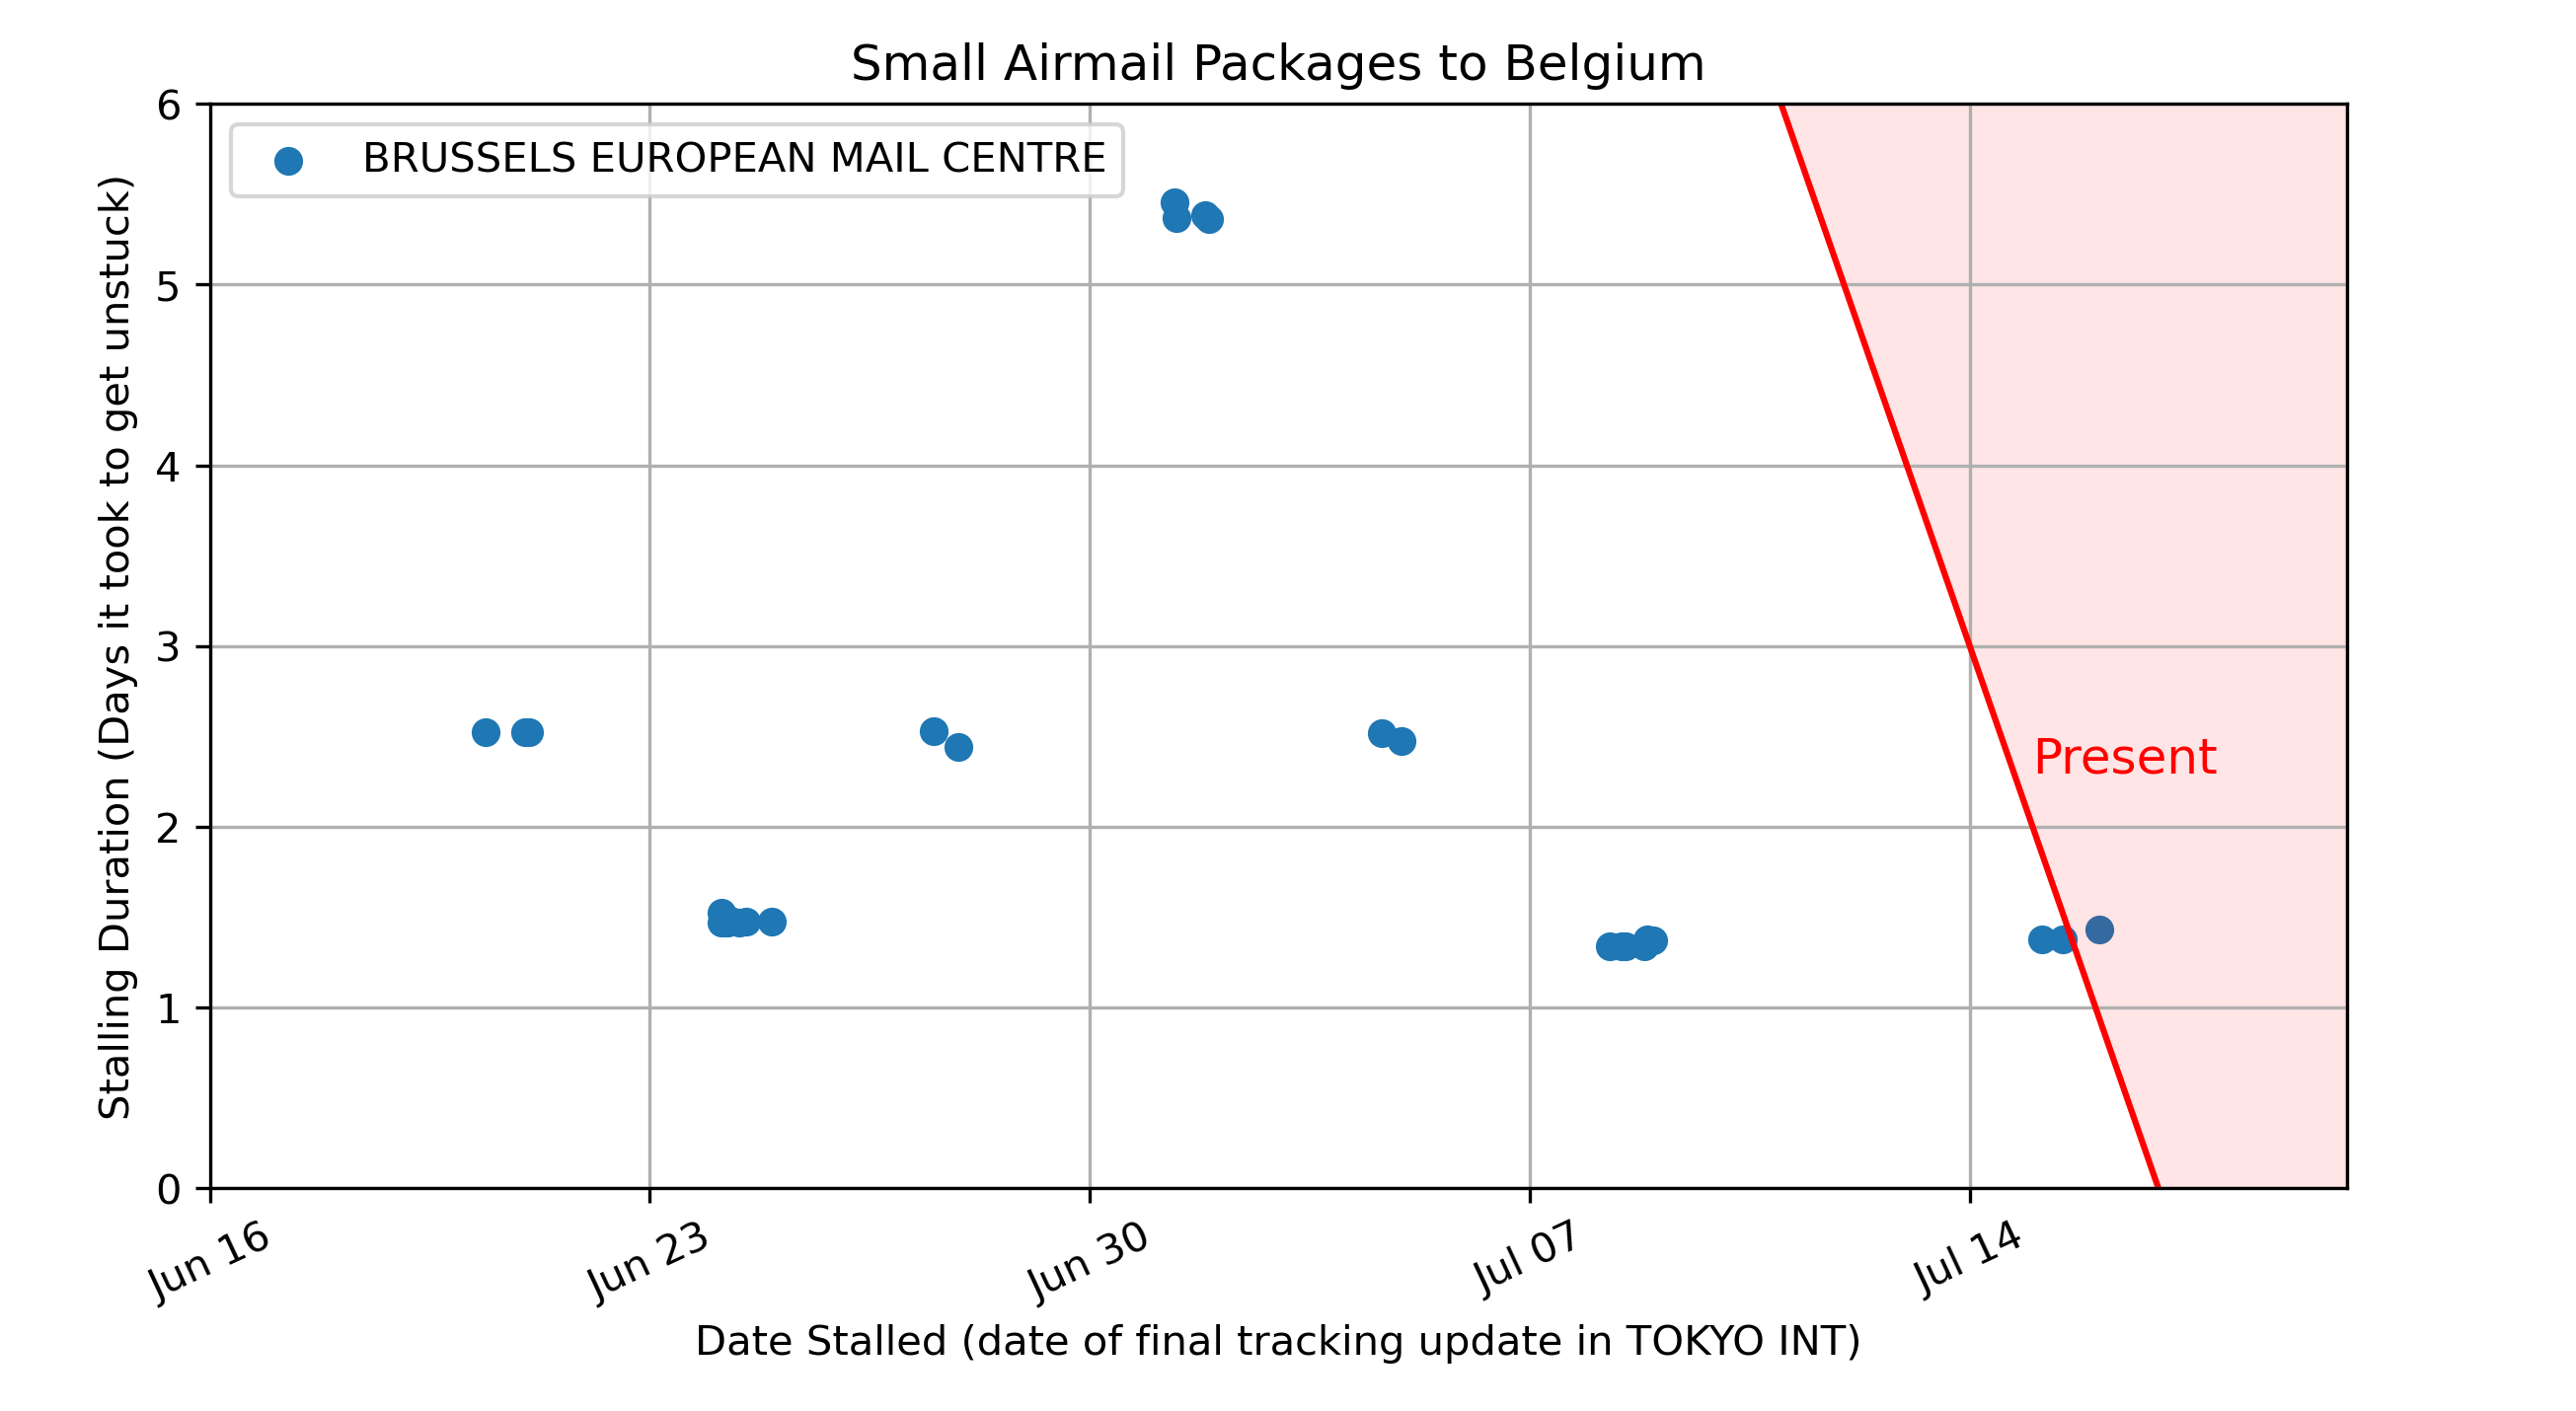 Small Airmail Packages to Belgium
BRUSSELS EUROPEAN MAIL CENTRE
Stalling Duration (Days it took to get unstuck)
6
5
4
3
2
1
0
Present
Jun 16
Jun 23
Jun 30
Jul 07
Jul 14
Date Stalled (date of final tracking update in TOKYO INT)